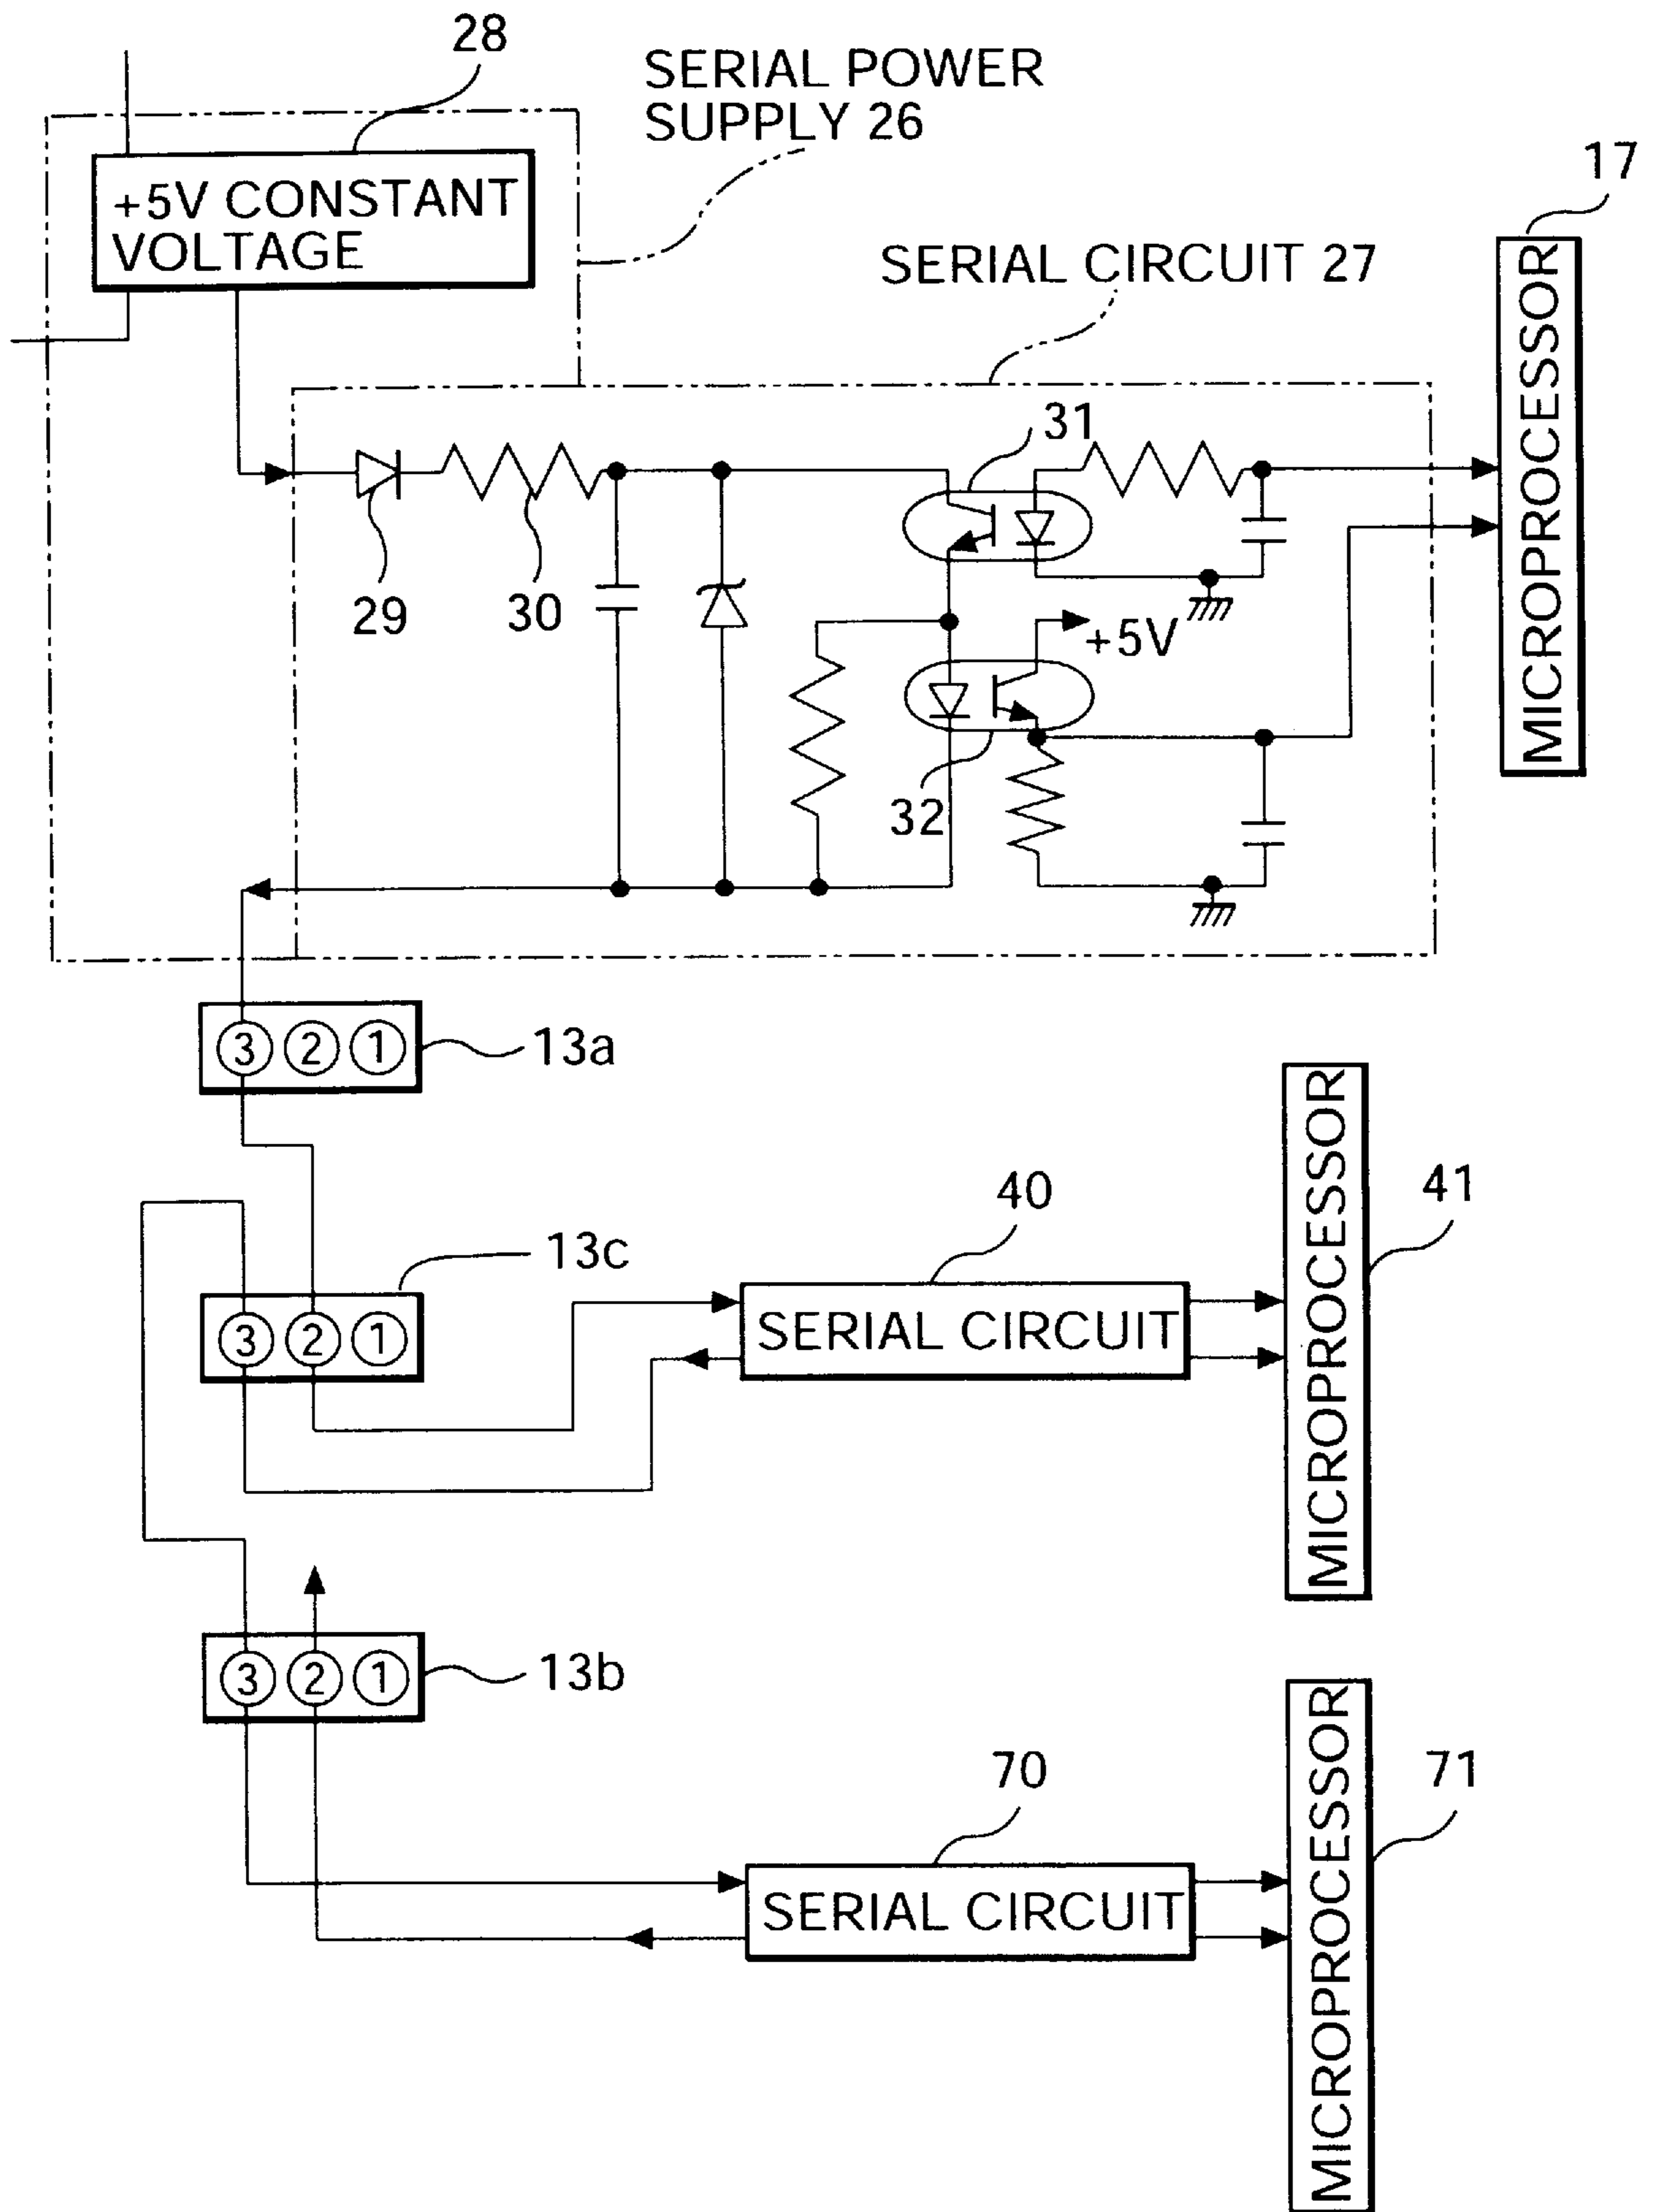 28
SERIAL POWER
SUPPLY 26
+5V CONSTANT
VOLTAGE
17
SERIAL CIRCUIT 27
MICROPROCESSOR
31
29
30
+5V
32
3 2 1
13a
40
41
13c
MICROPROCESSOR
3 2 1
SERIAL CIRCUIT
3 2 1
13b
70
71
MICROPROCESSOR
SERIAL CIRCUIT